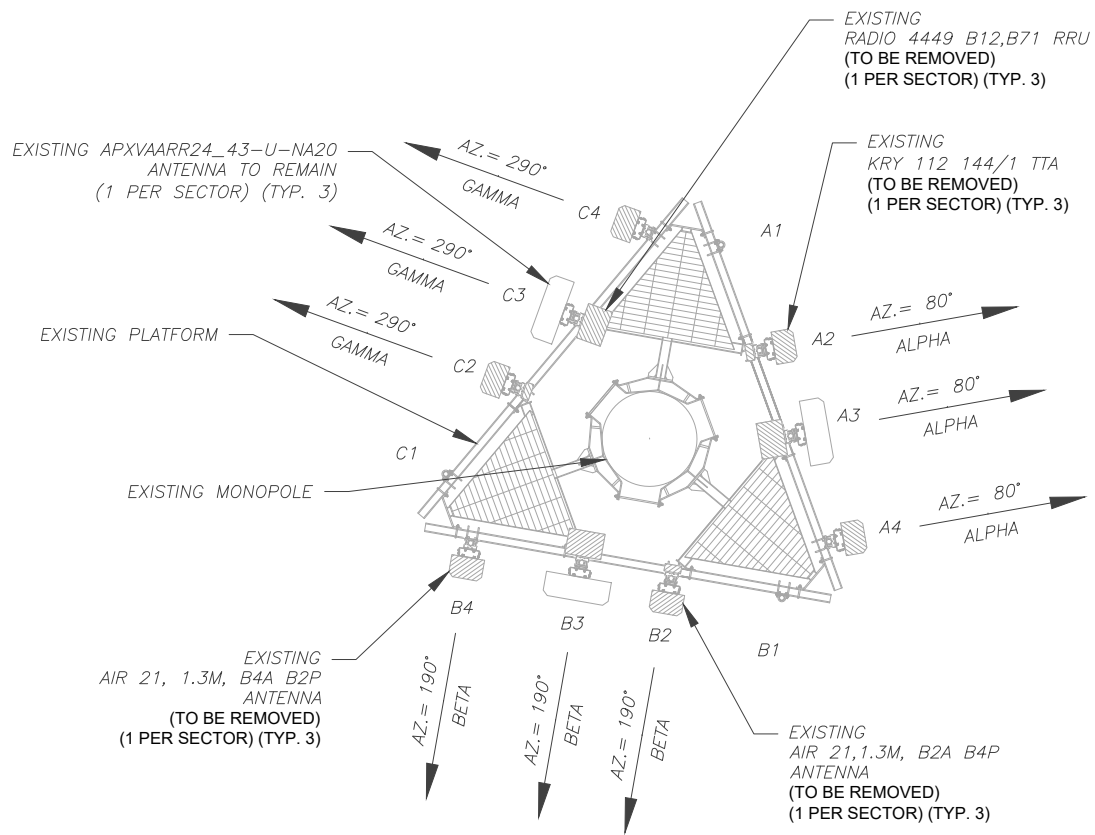 EXISTING
RADIO 4449 B12,B71 RRU
(TO BE REMOVED)
(1 PER SECTOR) (TYP. 3)
EXISTING APXVAARR24_43-U-NA20
ANTENNA TO REMAIN
(1 PER SECTOR) (TYP. 3)
AZ.= 290°
GAMMA
C4
A1
EXISTING
KRY 112 144/1 TTA
(TO BE REMOVED)
(1 PER SECTOR) (TYP. 3)
AZ.= 290°
GAMMA
C3
AZ.= 290°
GAMMA
C2
EXISTING PLATFORM
A2
AZ.= 80°
ALPHA
A3
AZ.= 80°
ALPHA
C1
EXISTING MONOPOLE
A4
AZ.= 80°
ALPHA
B4
B3
B2
B1
AZ.= 190°
BETA
AZ.= 190°
BETA
AZ.= 190°
BETA
EXISTING
AIR 21, 1.3M, B4A B2P
ANTENNA
(TO BE REMOVED)
(1 PER SECTOR) (TYP. 3)
EXISTING
AIR 21,1.3M, B2A B4P
ANTENNA
(TO BE REMOVED)
(1 PER SECTOR) (TYP. 3)